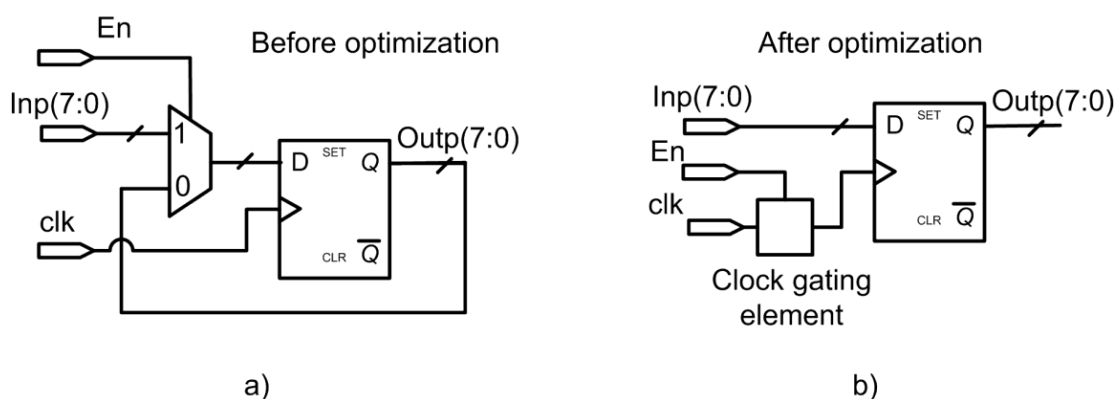 En
Before optimization
Inp(7:0)
1
0
D
SET
Q
Outp(7:0)
clk
CLR
Q
a)
After optimization
Inp(7:0)
D
SET
Q
Outp(7:0)
En
clk
CLR
Q
Clock gating
element
b)